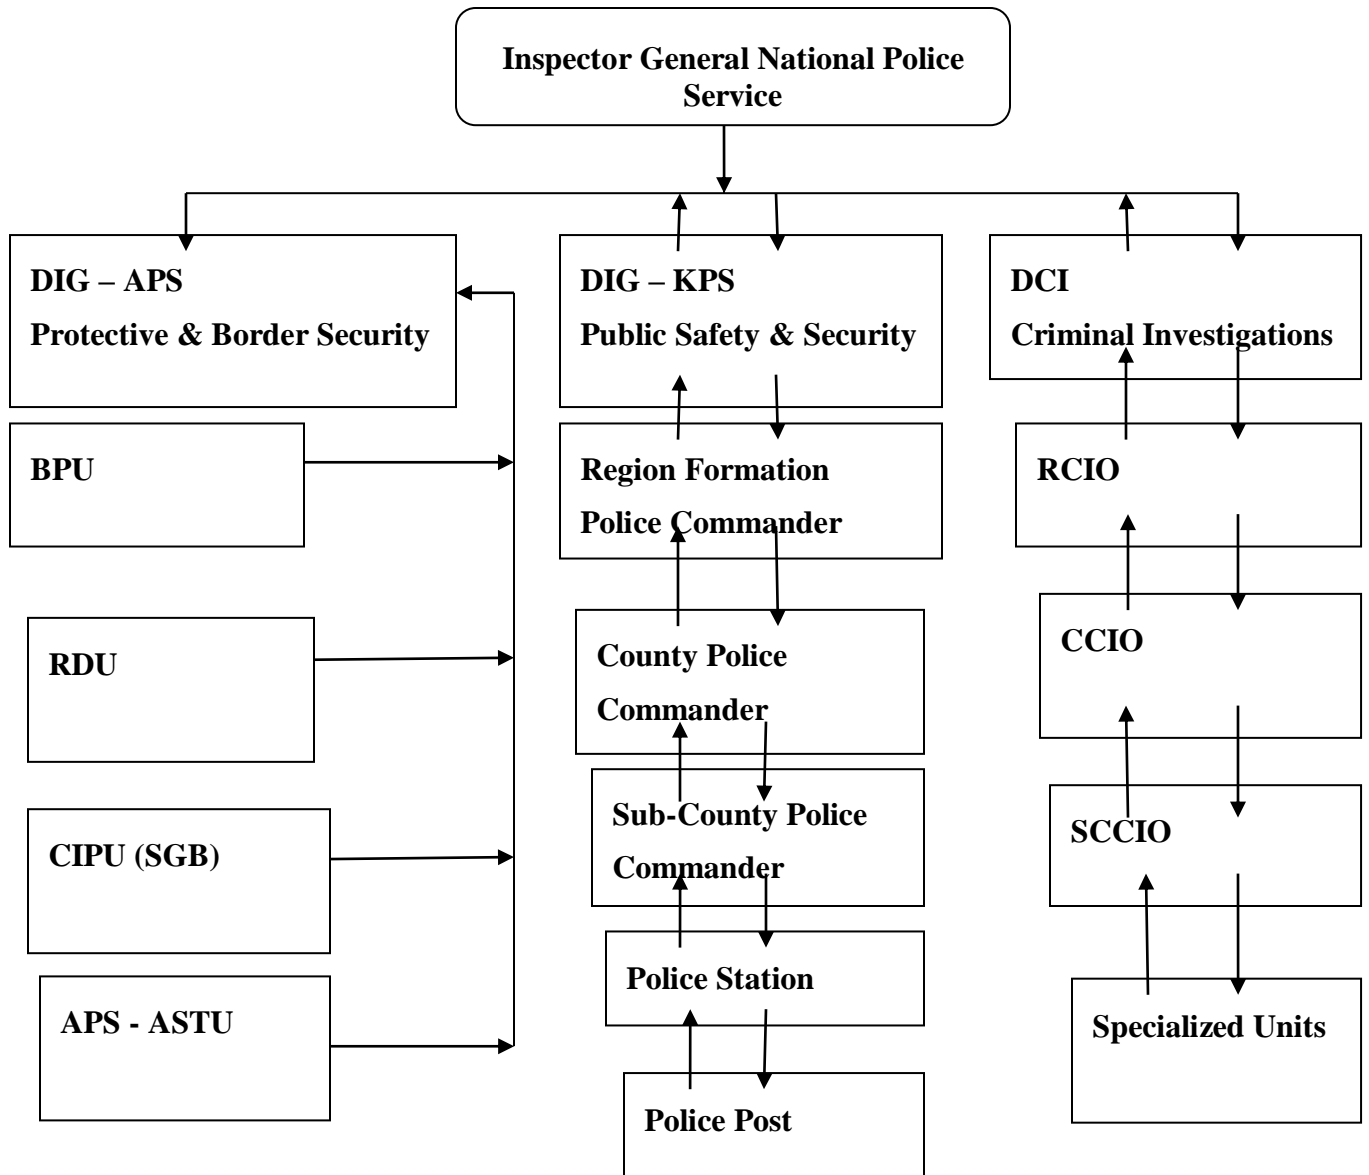 Inspector General National Police
Service
DIG – APS
Protective & Border Security
DIG – KPS
Public Safety & Security
DCI
Criminal Investigations
BPU
Region Formation
Police Commander
RCIO
RDU
County Police
Commander
CCIO
CIPU (SGB)
Sub-County Police
Commander
SCCIO
APS - ASTU
Police Station
Specialized Units
Police Post